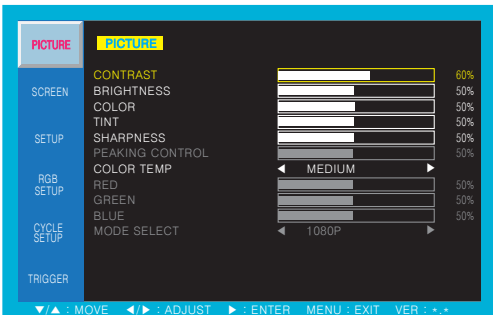 PICTURE
SCREEN
SETUP
RGB
SETUP
CYCLE
SETUP
TRIGGER
PICTURE
CONTRAST 60%
BRIGHTNESS 50%
COLOR 50%
TINT 50%
SHARPNESS 50%
PEAKING CONTROL 50%
COLOR TEMP ◀ MEDIUM ▶
RED 50%
GREEN 50%
BLUE 50%
MODE SELECT ◀ 1080P ▶
▼/▲ : MOVE ◀/▶ : ADJUST ▶ : ENTER MENU : EXIT VER : *.*